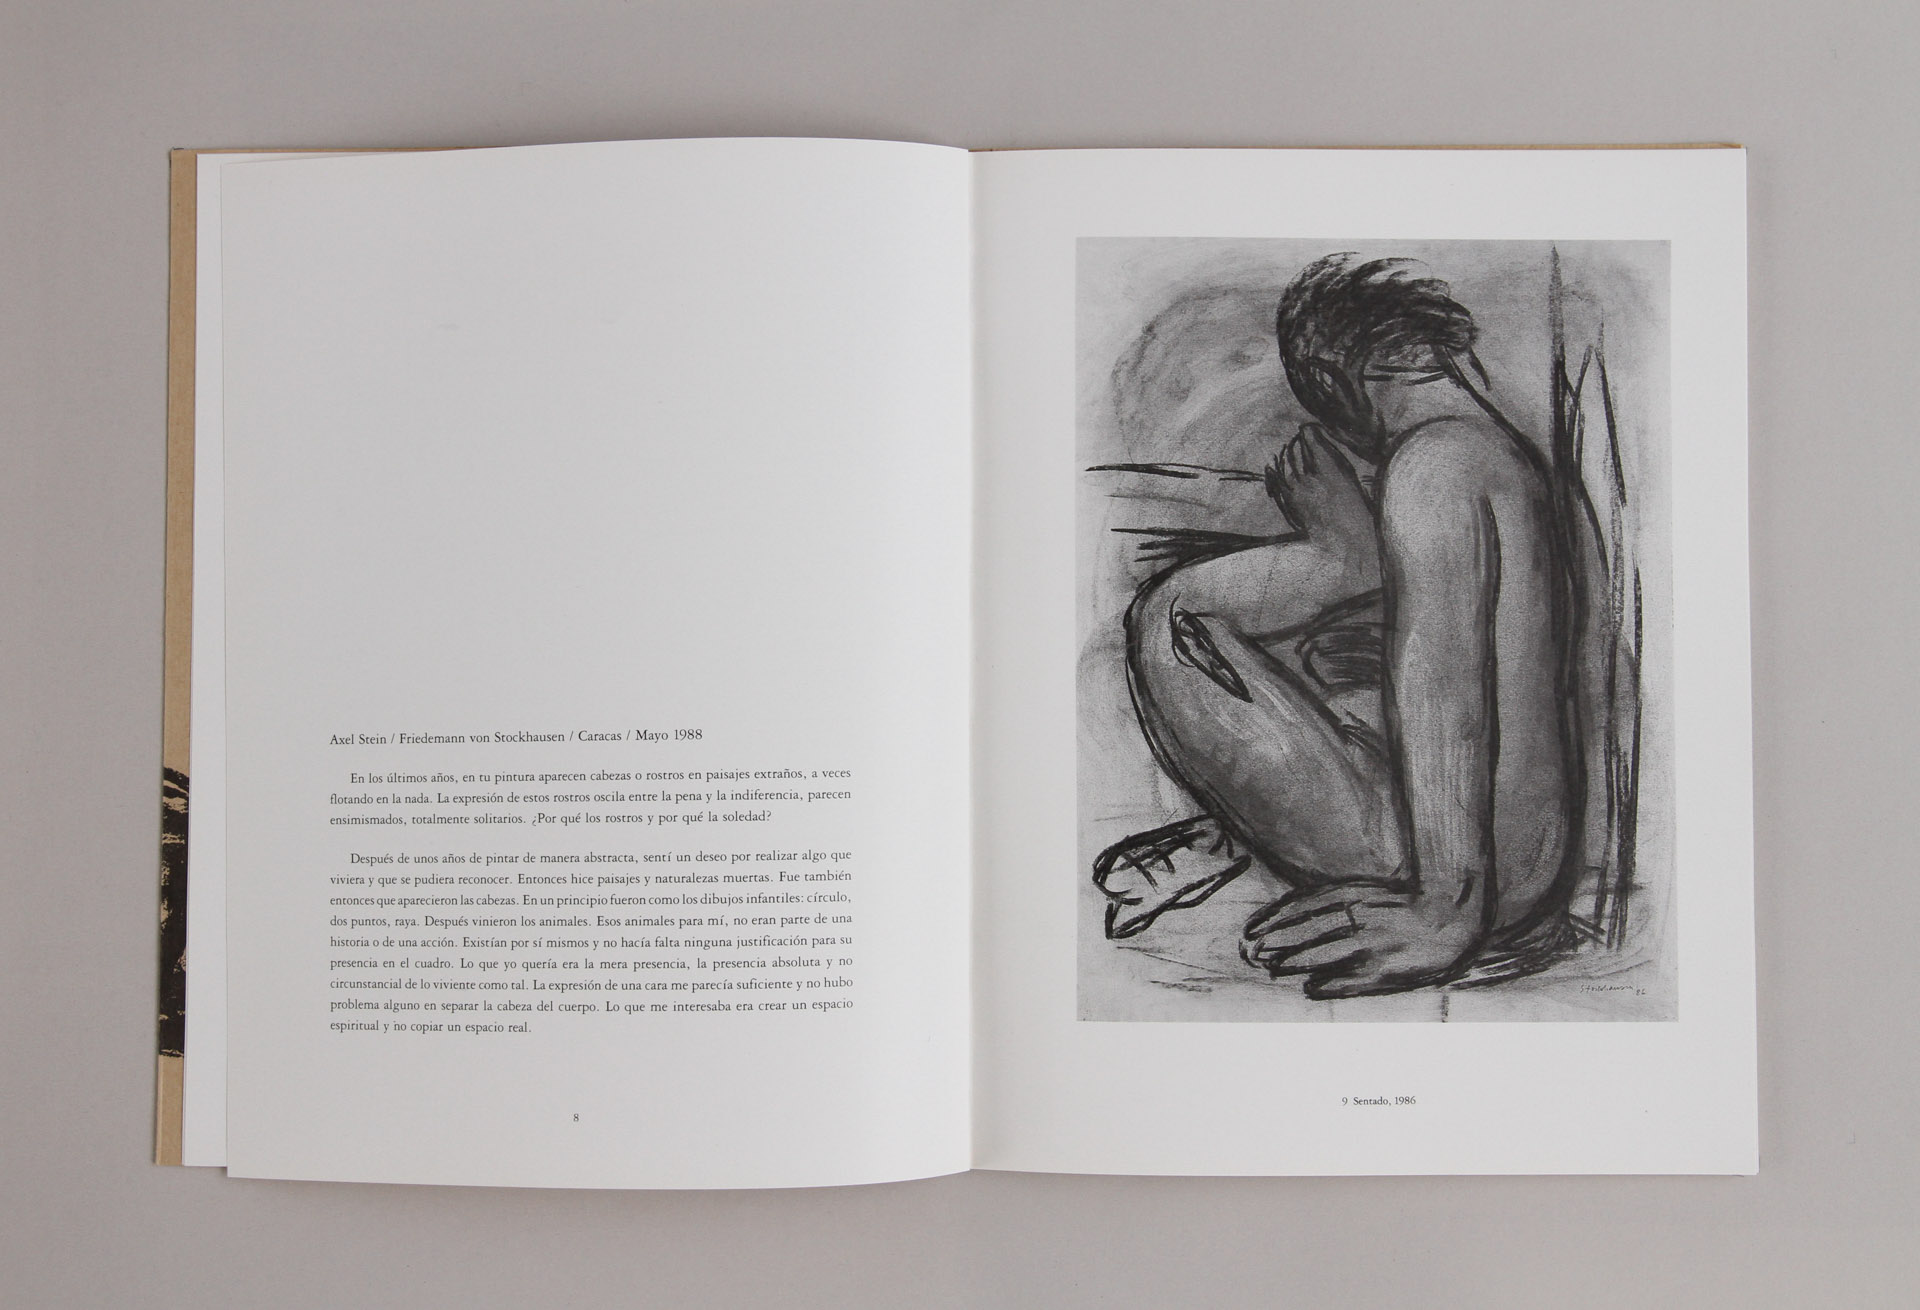 Axel Stein / Friedemann von Stockhausen / Caracas / Mayo 1988
En los últimos años, en tu pintura aparecen cabezas o rostros en paisajes extraños, a veces
flotando en la nada. La expresión de estos rostros oscila entre la pena y la indiferencia, parecen
ensimismados, totalmente solitarios. ¿Por qué los rostros y por qué la soledad?
Después de unos años de pintar de manera abstracta, sentí un deseo por realizar algo que
viviera y que se pudiera reconocer. Entonces hice paisajes y naturalezas muertas. Fue también
entonces que aparecieron las cabezas. En un principio fueron como los dibujos infantiles: círculo,
dos puntos, raya. Después vinieron los animales. Esos animales para mí, no eran parte de una
historia o de una acción. Existían por sí mismos y no hacía falta ninguna justificación para su
presencia en el cuadro. Lo que yo quería era la mera presencia, la presencia absoluta y no
circunstancial de lo viviente como tal. La expresión de una cara me parecía suficiente y no hubo
problema alguno en separar la cabeza del cuerpo. Lo que me interesaba era crear un espacio
espiritual y no copiar un espacio real.
8
9 Sentado, 1986